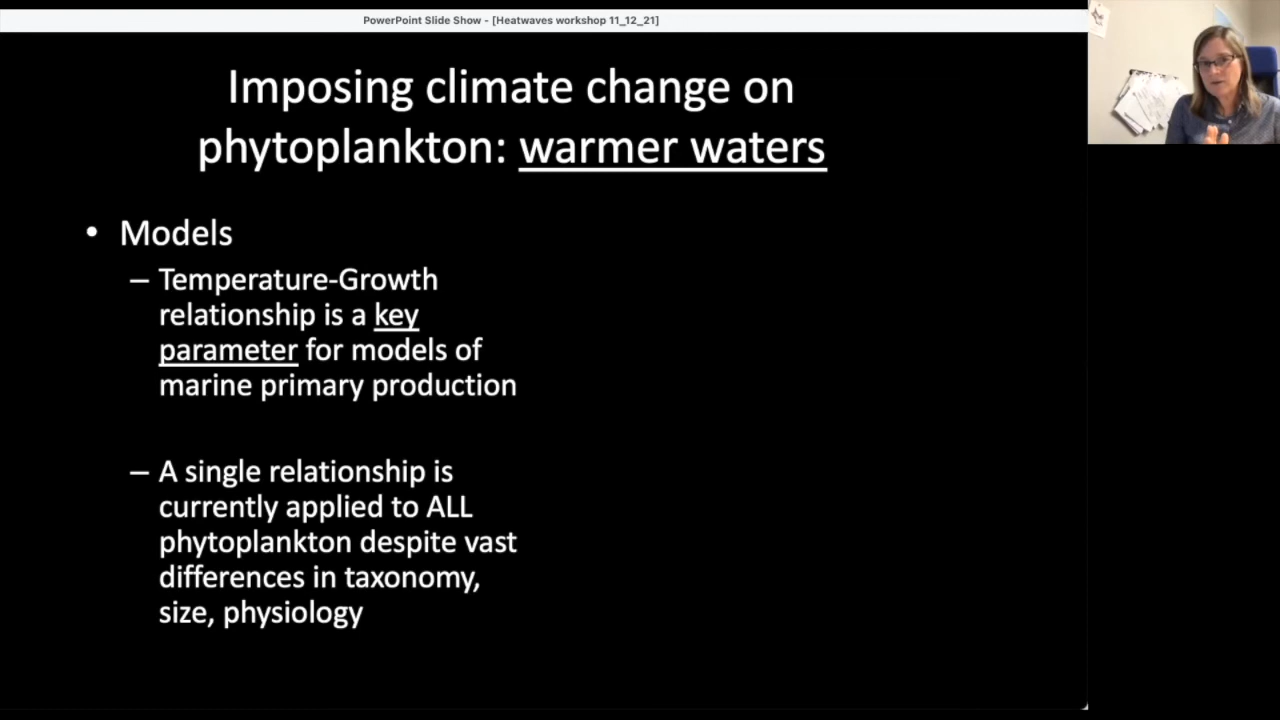 PowerPoint Slide Show - [Heatwaves workshop 11_12_21]
Imposing climate change on
phytoplankton: warmer waters
• Models
– Temperature-Growth
relationship is a key
parameter for models of
marine primary production
– A single relationship is
currently applied to ALL
phytoplankton despite vast
differences in taxonomy,
size, physiology